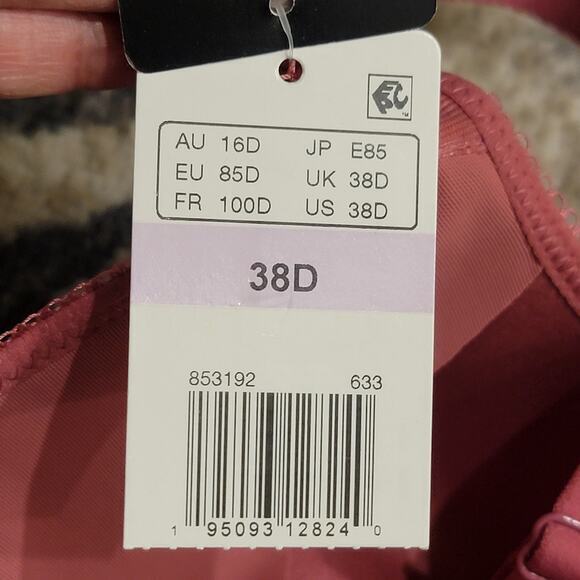 AU 16D JP E85
EU 85D UK 38D
FR 100D US 38D
38D
853192 633
1 95093 12824 0